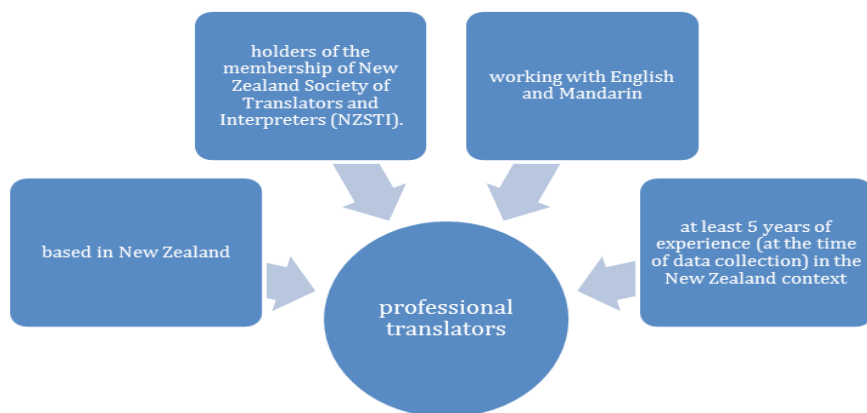 holders of the
membership of New
Zealand Society of
Translators and
Interpreters (NZSTI).
working with English
and Mandarin
based in New Zealand
at least 5 years of
experience (at the time
of data collection) in the
New Zealand context
professional
translators